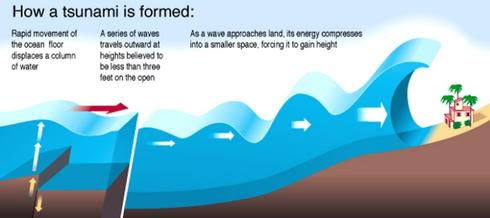 How a tsunami is formed:
Rapid movement of
the ocean floor
displaces a column
of water
A series of waves
travels outward at
heights believed to
be less than three
feet on the open
As a wave approaches land, its energy compresses
into a smaller space, forcing it to gain height